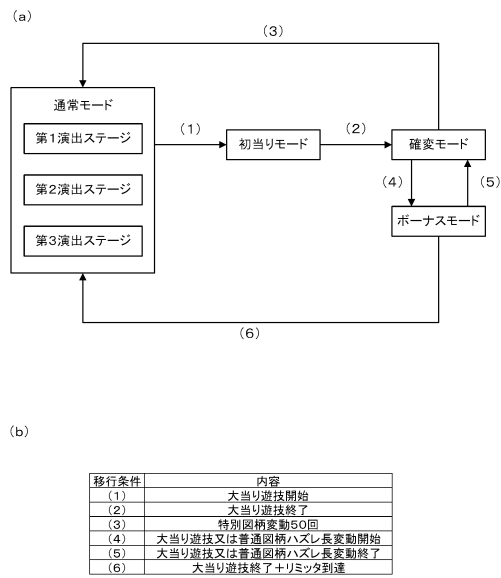 (a)
(3)
通常モード
第1演出ステージ
第2演出ステージ
第3演出ステージ
(1)
初当りモード
(2)
確変モード
(4)
(5)
ボーナスモード
(6)
(b)
移行条件 内容
(1) 大当り遊技開始
(2) 大当り遊技終了
(3) 特別図柄変動50回
(4) 大当り遊技又は普通図柄ハズレ長変動開始
(5) 大当り遊技又は普通図柄ハズレ長変動終了
(6) 大当り遊技終了+リミッタ到達